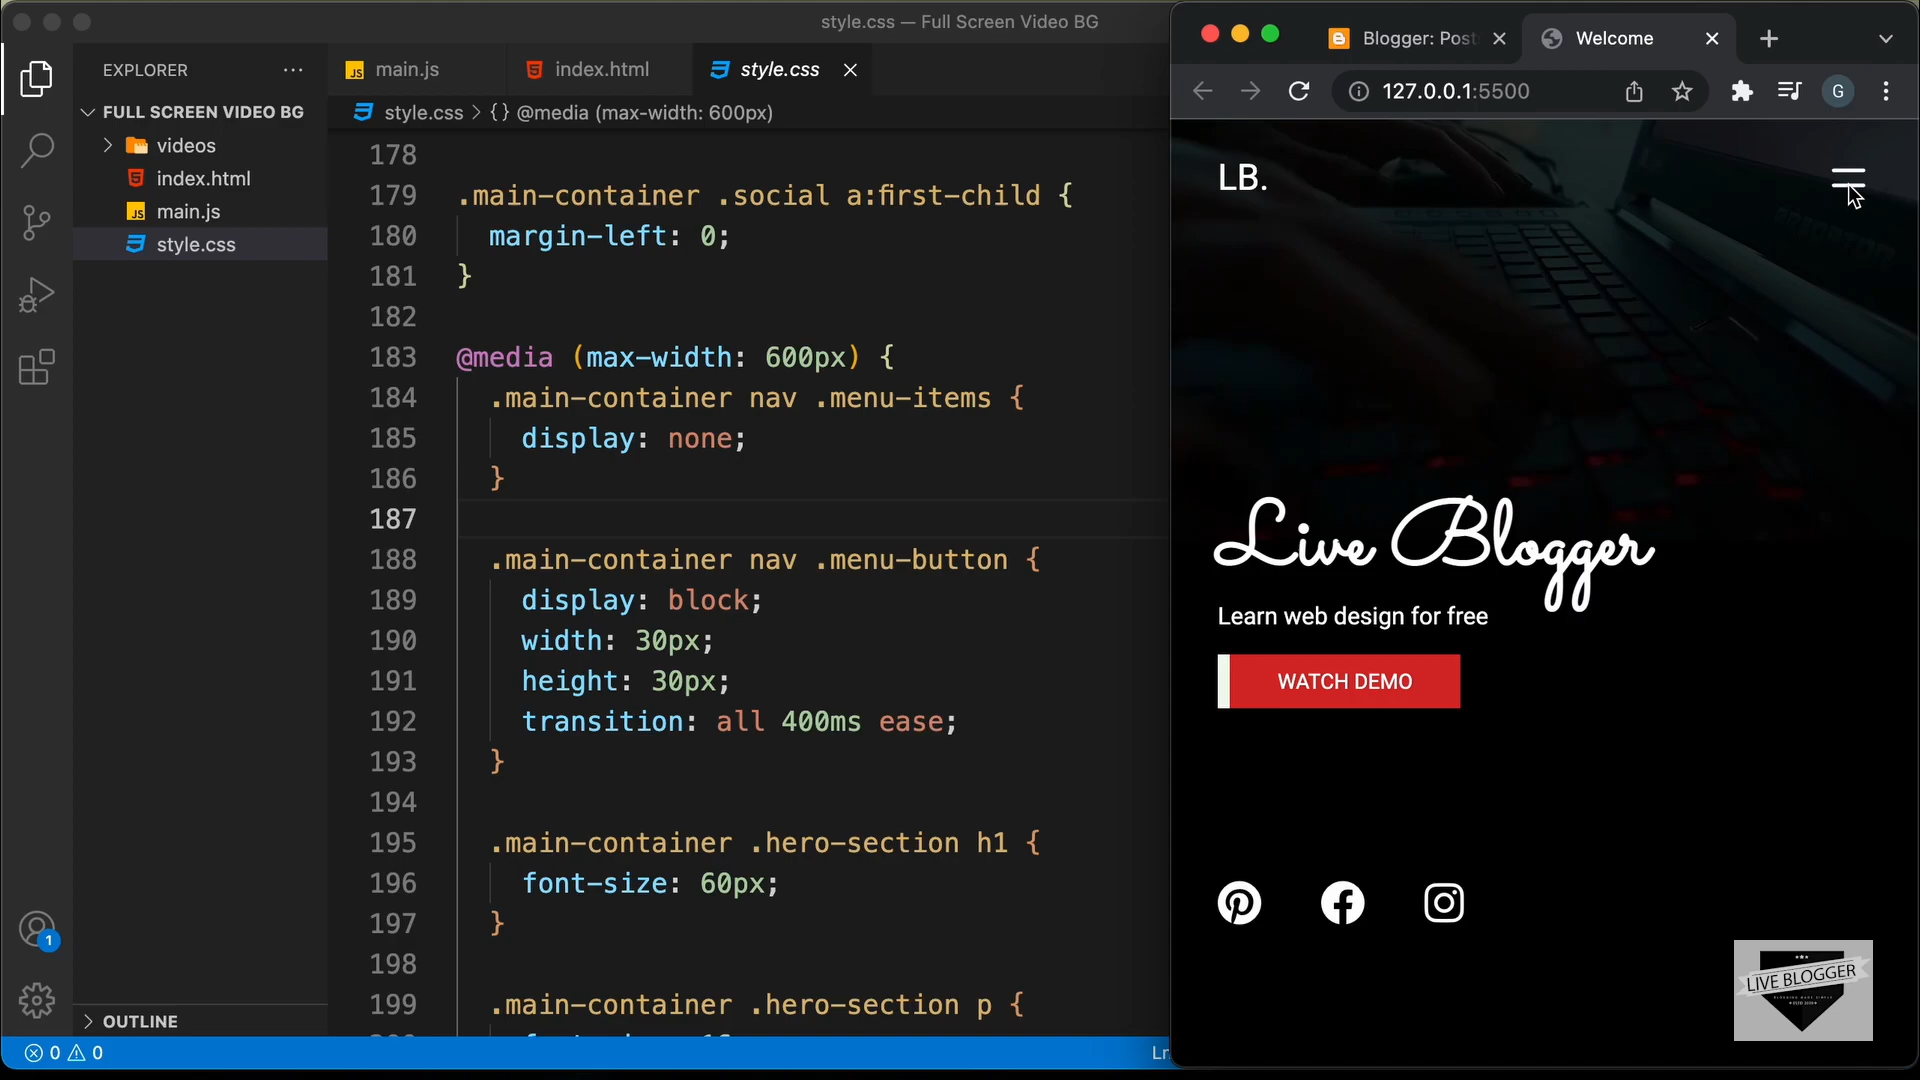 style.css — Full Screen Video BG
EXPLORER
FULL SCREEN VIDEO BG
videos
index.html
main.js
style.css
OUTLINE
1
0 0
main.js
index.html
style.css
style.css > {} @media (max-width: 600px)
178
179 .main-container .social a:first-child {
180 margin-left: 0;
181 }
182
183 @media (max-width: 600px) {
184 .main-container nav .menu-items {
185 display: none;
186 }
187
188 .main-container nav .menu-button {
189 display: block;
190 width: 30px;
191 height: 30px;
192 transition: all 400ms ease;
193 }
194
195 .main-container .hero-section h1 {
196 font-size: 60px;
197 }
198
199 .main-container .hero-section p {
Ln
Blogger: Post
Welcome
127.0.0.1:5500
G
LB.
Live Blogger
Learn web design for free
WATCH DEMO
LIVE BLOGGER